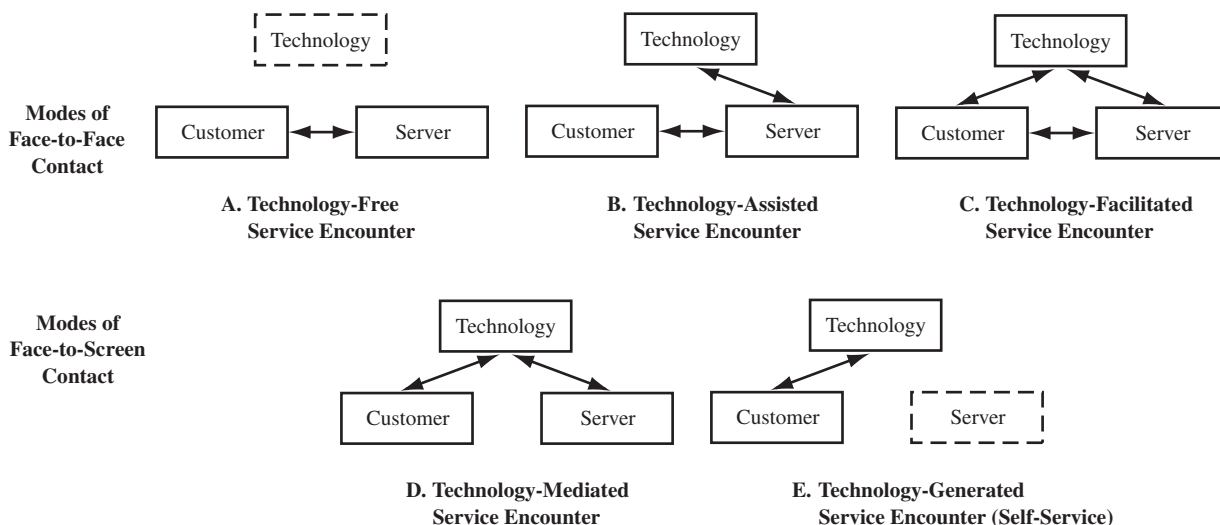 Technology
Technology
Technology
Modes of
Face-to-Face
Contact
Customer
Server
Customer
Server
Customer
Server
A. Technology-Free
Service Encounter
B. Technology-Assisted
Service Encounter
C. Technology-Facilitated
Service Encounter
Modes of
Face-to-Screen
Contact
Technology
Technology
Customer
Server
Customer
Server
D. Technology-Mediated
Service Encounter
E. Technology-Generated
Service Encounter (Self-Service)